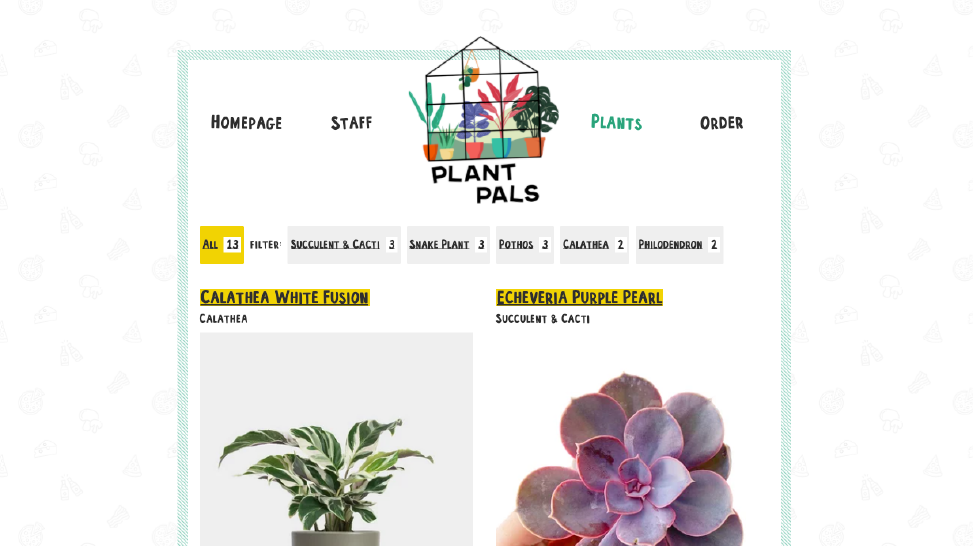 Homepage Staff Plants Order
PLANT
PALS
All 13 filter: Succulent & Cacti 3 Snake Plant 3 Pothos 3 Calathea 2 Philodendron 2
Calathea White Fusion
Calathea
Echeveria Purple Pearl
Succulent & Cacti